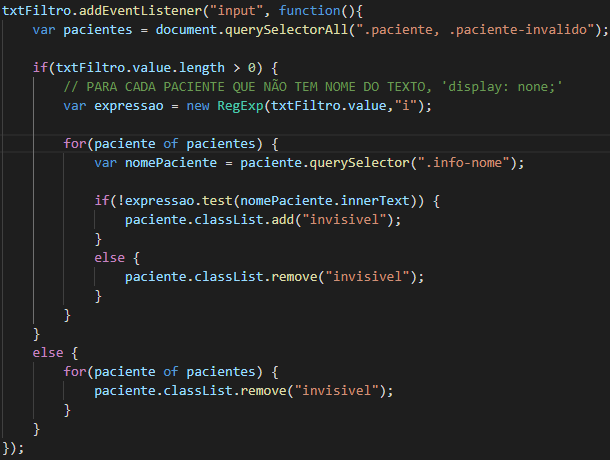 txtFiltro.addEventListener("input", function(){
    var pacientes = document.querySelectorAll(".paciente, .paciente-invalido");

    if(txtFiltro.value.length > 0) {
        // PARA CADA PACIENTE QUE NÃO TEM NOME DO TEXTO, 'display: none;'
        var expressao = new RegExp(txtFiltro.value,"i");

        for(paciente of pacientes) {
            var nomePaciente = paciente.querySelector(".info-nome");

            if(!expressao.test(nomePaciente.innerText)) {
                paciente.classList.add("invisivel");
            }
            else {
                paciente.classList.remove("invisivel");
            }
        }
    }
    else {
        for(paciente of pacientes) {
            paciente.classList.remove("invisivel");
        }
    }
});